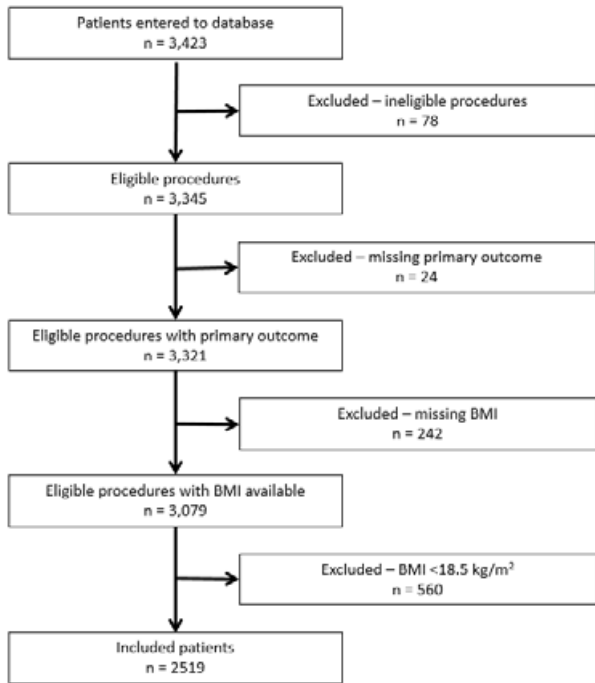 Patients entered to database
n = 3,423
Excluded – ineligible procedures
n = 78
Eligible procedures
n = 3,345
Excluded – missing primary outcome
n = 24
Eligible procedures with primary outcome
n = 3,321
Excluded – missing BMI
n = 242
Eligible procedures with BMI available
n = 3,079
Excluded – BMI <18.5 kg/m²
n = 560
Included patients
n = 2519